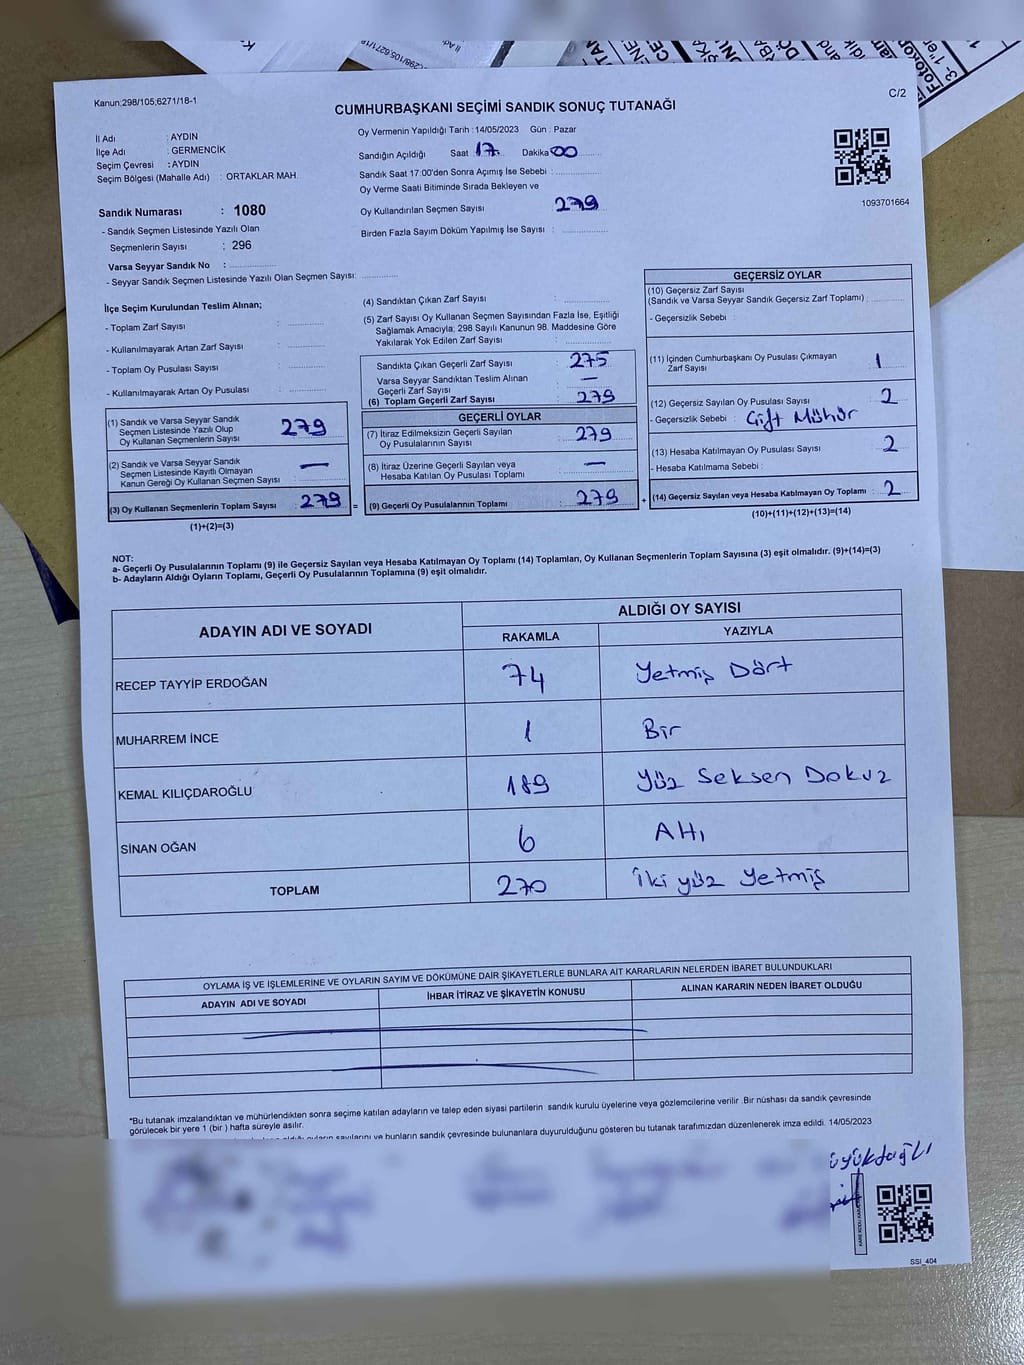 Kanun;298/105;6271/18-1
CUMHURBAŞKANI SEÇİMİ SANDIK SONUÇ TUTANAĞI
C/2
İl Adı : AYDIN
İlçe Adı : GERMENCİK
Seçim Çevresi : AYDIN
Seçim Bölgesi (Mahalle Adı) : ORTAKLAR MAH.
Sandık Numarası : 1080
- Sandık Seçmen Listesinde Yazılı Olan
Seçmenlerin Sayısı : 296
Varsa Seyyar Sandık No :
- Seyyar Sandık Seçmen Listesinde Yazılı Olan Seçmen Sayısı:
Oy Vermenin Yapıldığı Tarih : 14/05/2023 Gün : Pazar
Sandığın Açıldığı Saat 17 Dakika 00
Sandık Saat 17:00'den Sonra Açımış İse Sebebi :
Oy Verme Saati Bitiminde Sırada Bekleyen ve
Oy Kullandırılan Seçmen Sayısı 279
Birden Fazla Sayım Döküm Yapılmış İse Sayısı :
1093701664
İlçe Seçim Kurulundan Teslim Alınan;
- Toplam Zarf Sayısı :
- Kullanılmayarak Artan Zarf Sayısı :
- Toplam Oy Pusulası Sayısı :
- Kullanılmayarak Artan Oy Pusulası :
(1) Sandık ve Varsa Seyyar Sandık
Seçmen Listesinde Yazılı Olup
Oy Kullanan Seçmenlerin Sayısı : 279
(2) Sandık ve Varsa Seyyar Sandık
Seçmen Listesinde Kayıtlı Olmayan
Kanun Gereği Oy Kullanan Seçmen Sayısı : —
(3) Oy Kullanan Seçmenlerin Toplam Sayısı : 279
(1)+(2)=(3)
=
(4) Sandıktan Çıkan Zarf Sayısı :
(5) Zarf Sayısı Oy Kullanan Seçmen Sayısından Fazla İse, Eşitliği
Sağlamak Amacıyla; 298 Sayılı Kanunun 98. Maddesine Göre
Yakılarak Yok Edilen Zarf Sayısı :
Sandıkta Çıkan Geçerli Zarf Sayısı : 275
Varsa Seyyar Sandıktan Teslim Alınan
Geçerli Zarf Sayısı : —
(6) Toplam Geçerli Zarf Sayısı : 279
GEÇERLİ OYLAR
(7) İtiraz Edilmeksizin Geçerli Sayılan
Oy Pusulalarının Sayısı : 279
(8) İtiraz Üzerine Geçerli Sayılan veya
Hesaba Katılan Oy Pusulası Toplamı : —
(9) Geçerli Oy Pusulalarının Toplamı : 279
+
GEÇERSİZ OYLAR
(10) Geçersiz Zarf Sayısı
(Sandık ve Varsa Seyyar Sandık Geçersiz Zarf Toplamı) :
- Geçersizlik Sebebi :
(11) İçinden Cumhurbaşkanı Oy Pusulası Çıkmayan
Zarf Sayısı : 1
(12) Geçersiz Sayılan Oy Pusulası Sayısı : 2
- Geçersizlik Sebebi : Çift Mühür
(13) Hesaba Katılmayan Oy Pusulası Sayısı : 2
- Hesaba Katılmama Sebebi :
(14) Geçersiz Sayılan veya Hesaba Katılmayan Oy Toplamı : 2
(10)+(11)+(12)+(13)=(14)
NOT:
a- Geçerli Oy Pusulalarının Toplamı (9) ile Geçersiz Sayılan veya Hesaba Katılmayan Oy Toplamı (14) Toplamları, Oy Kullanan Seçmenlerin Toplam Sayısına (3) eşit olmalıdır. (9)+(14)=(3)
b- Adayların Aldığı Oyların Toplamı, Geçerli Oy Pusulalarının Toplamına (9) eşit olmalıdır.
ADAYIN ADI VE SOYADI ALDIĞI OY SAYISI
RAKAMLA YAZIYLA
RECEP TAYYİP ERDOĞAN 74 Yetmiş Dört
MUHARREM İNCE 1 Bir
KEMAL KILIÇDAROĞLU 189 Yüz Seksen Dokuz
SİNAN OĞAN 6 Altı
TOPLAM 270 İki yüz Yetmiş
OYLAMA İŞ VE İŞLEMLERİNE VE OYLARIN SAYIM VE DÖKÜMÜNE DAİR ŞİKAYETLERLE BUNLARA AİT KARARLARIN NELERDEN İBARET BULUNDUKLARI
ADAYIN ADI VE SOYADI İHBAR İTİRAZ VE ŞİKAYETİN KONUSU ALINAN KARARIN NEDEN İBARET OLDUĞU
*Bu tutanak imzalandıktan ve mühürlendikten sonra seçime katılan adayların ve talep eden siyasi partilerin sandık kurulu üyelerine veya gözlemcilerine verilir .Bir nüshası da sandık çevresinde
görülecek bir yere 1 (bir ) hafta süreyle asılır.
oyların sayılarını ve bunların sandık çevresinde bulunanlara duyurulduğunu gösteren bu tutanak tarafımızdan düzenlenerek imza edildi. 14/05/2023
SSI_404